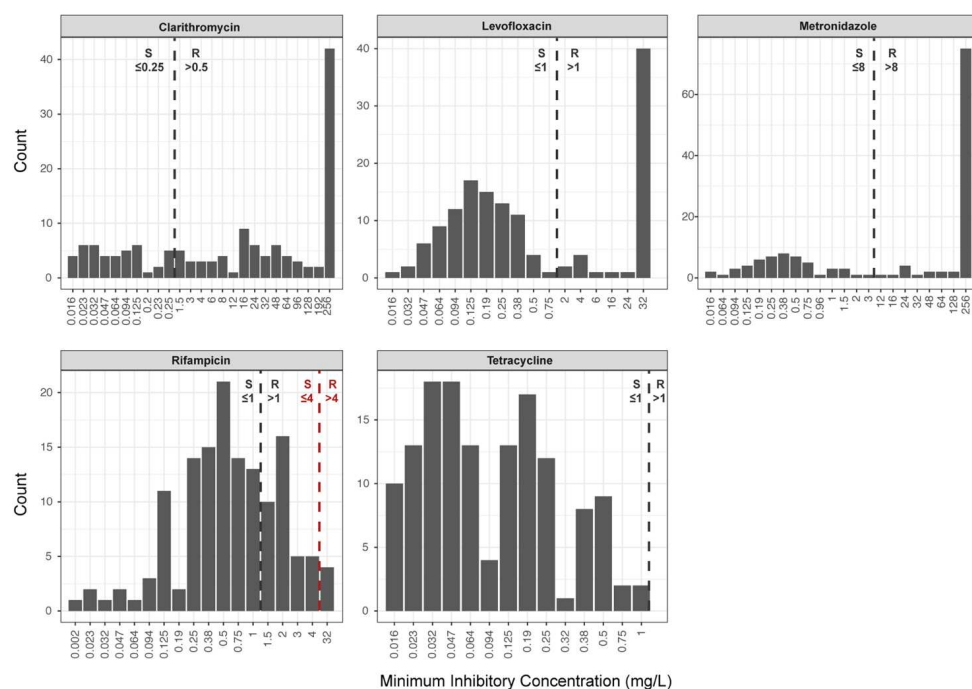 Clarithromycin
Count
40
30
20
10
0
S R
≤0.25 >0.5
0.016 0.023 0.032 0.047 0.064 0.094 0.125 0.2 0.23 0.25 1.5 3 4 6 8 12 16 24 32 48 64 96 128 192 256
Levofloxacin
40
30
20
10
0
S R
≤1 >1
0.016 0.032 0.047 0.064 0.094 0.125 0.19 0.25 0.38 0.5 0.75 2 4 6 16 24 32
Metronidazole
60
40
20
0
S R
≤8 >8
0.016 0.064 0.094 0.125 0.19 0.25 0.38 0.5 0.75 0.96 1 1.5 2 3 12 16 24 32 48 64 128 256
Rifampicin
Count
20
15
10
5
0
S R S R
≤1 >1 ≤4 >4
0.002 0.023 0.032 0.047 0.064 0.094 0.125 0.19 0.25 0.38 0.5 0.75 1 1.5 2 3 4 32
Tetracycline
15
10
5
0
S R
≤1 >1
0.016 0.023 0.032 0.047 0.064 0.094 0.125 0.19 0.25 0.32 0.38 0.5 0.75 1
Minimum Inhibitory Concentration (mg/L)